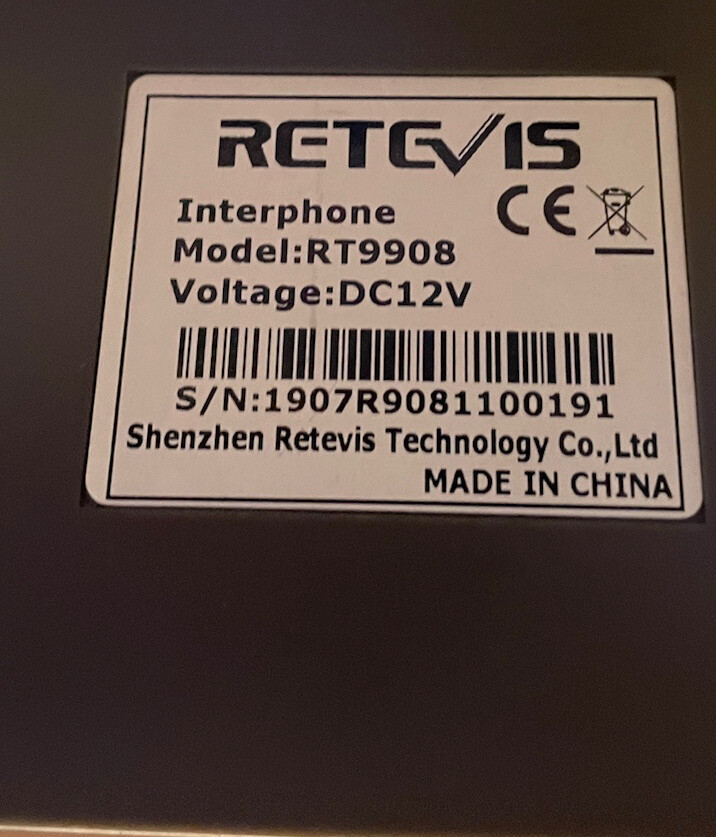 RETEVIS
Interphone
CE
Model:RT9908
Voltage:DC12V
S/N:1907R9081100191
Shenzhen Retevis Technology Co.,Ltd
MADE IN CHINA